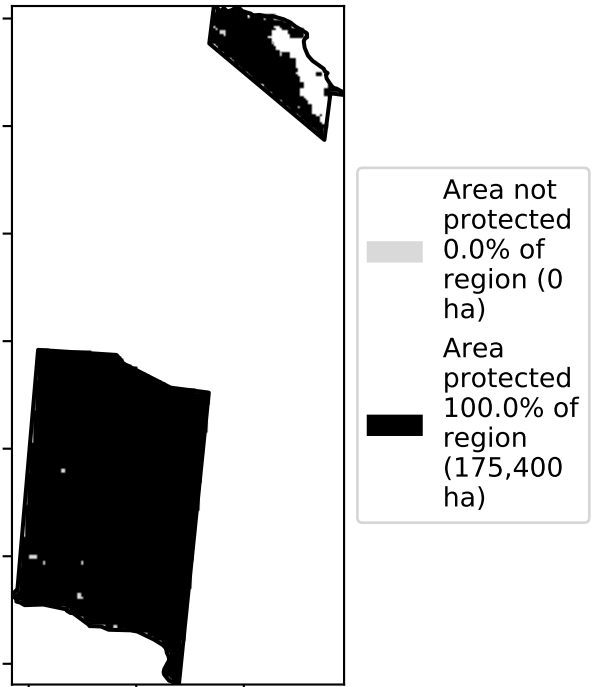 Area not
protected
0.0% of
region (0
ha)
Area
protected
100.0% of
region
(175,400
ha)